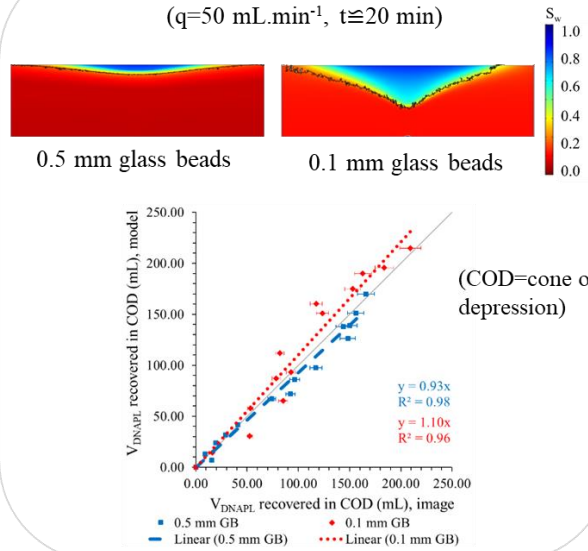 (q=50 mL.min⁻¹, t≅20 min)
S_w
1.0
0.8
0.6
0.4
0.2
0.0
0.5 mm glass beads
0.1 mm glass beads
V_DNAPL recovered in COD (mL), model
250.00
200.00
150.00
100.00
50.00
0.00
(COD=cone o
depression)
y = 0.93x
R² = 0.98
y = 1.10x
R² = 0.96
0.00 50.00 100.00 150.00 200.00 250.00
V_DNAPL recovered in COD (mL), image
0.5 mm GB 0.1 mm GB
Linear (0.5 mm GB) Linear (0.1 mm GB)